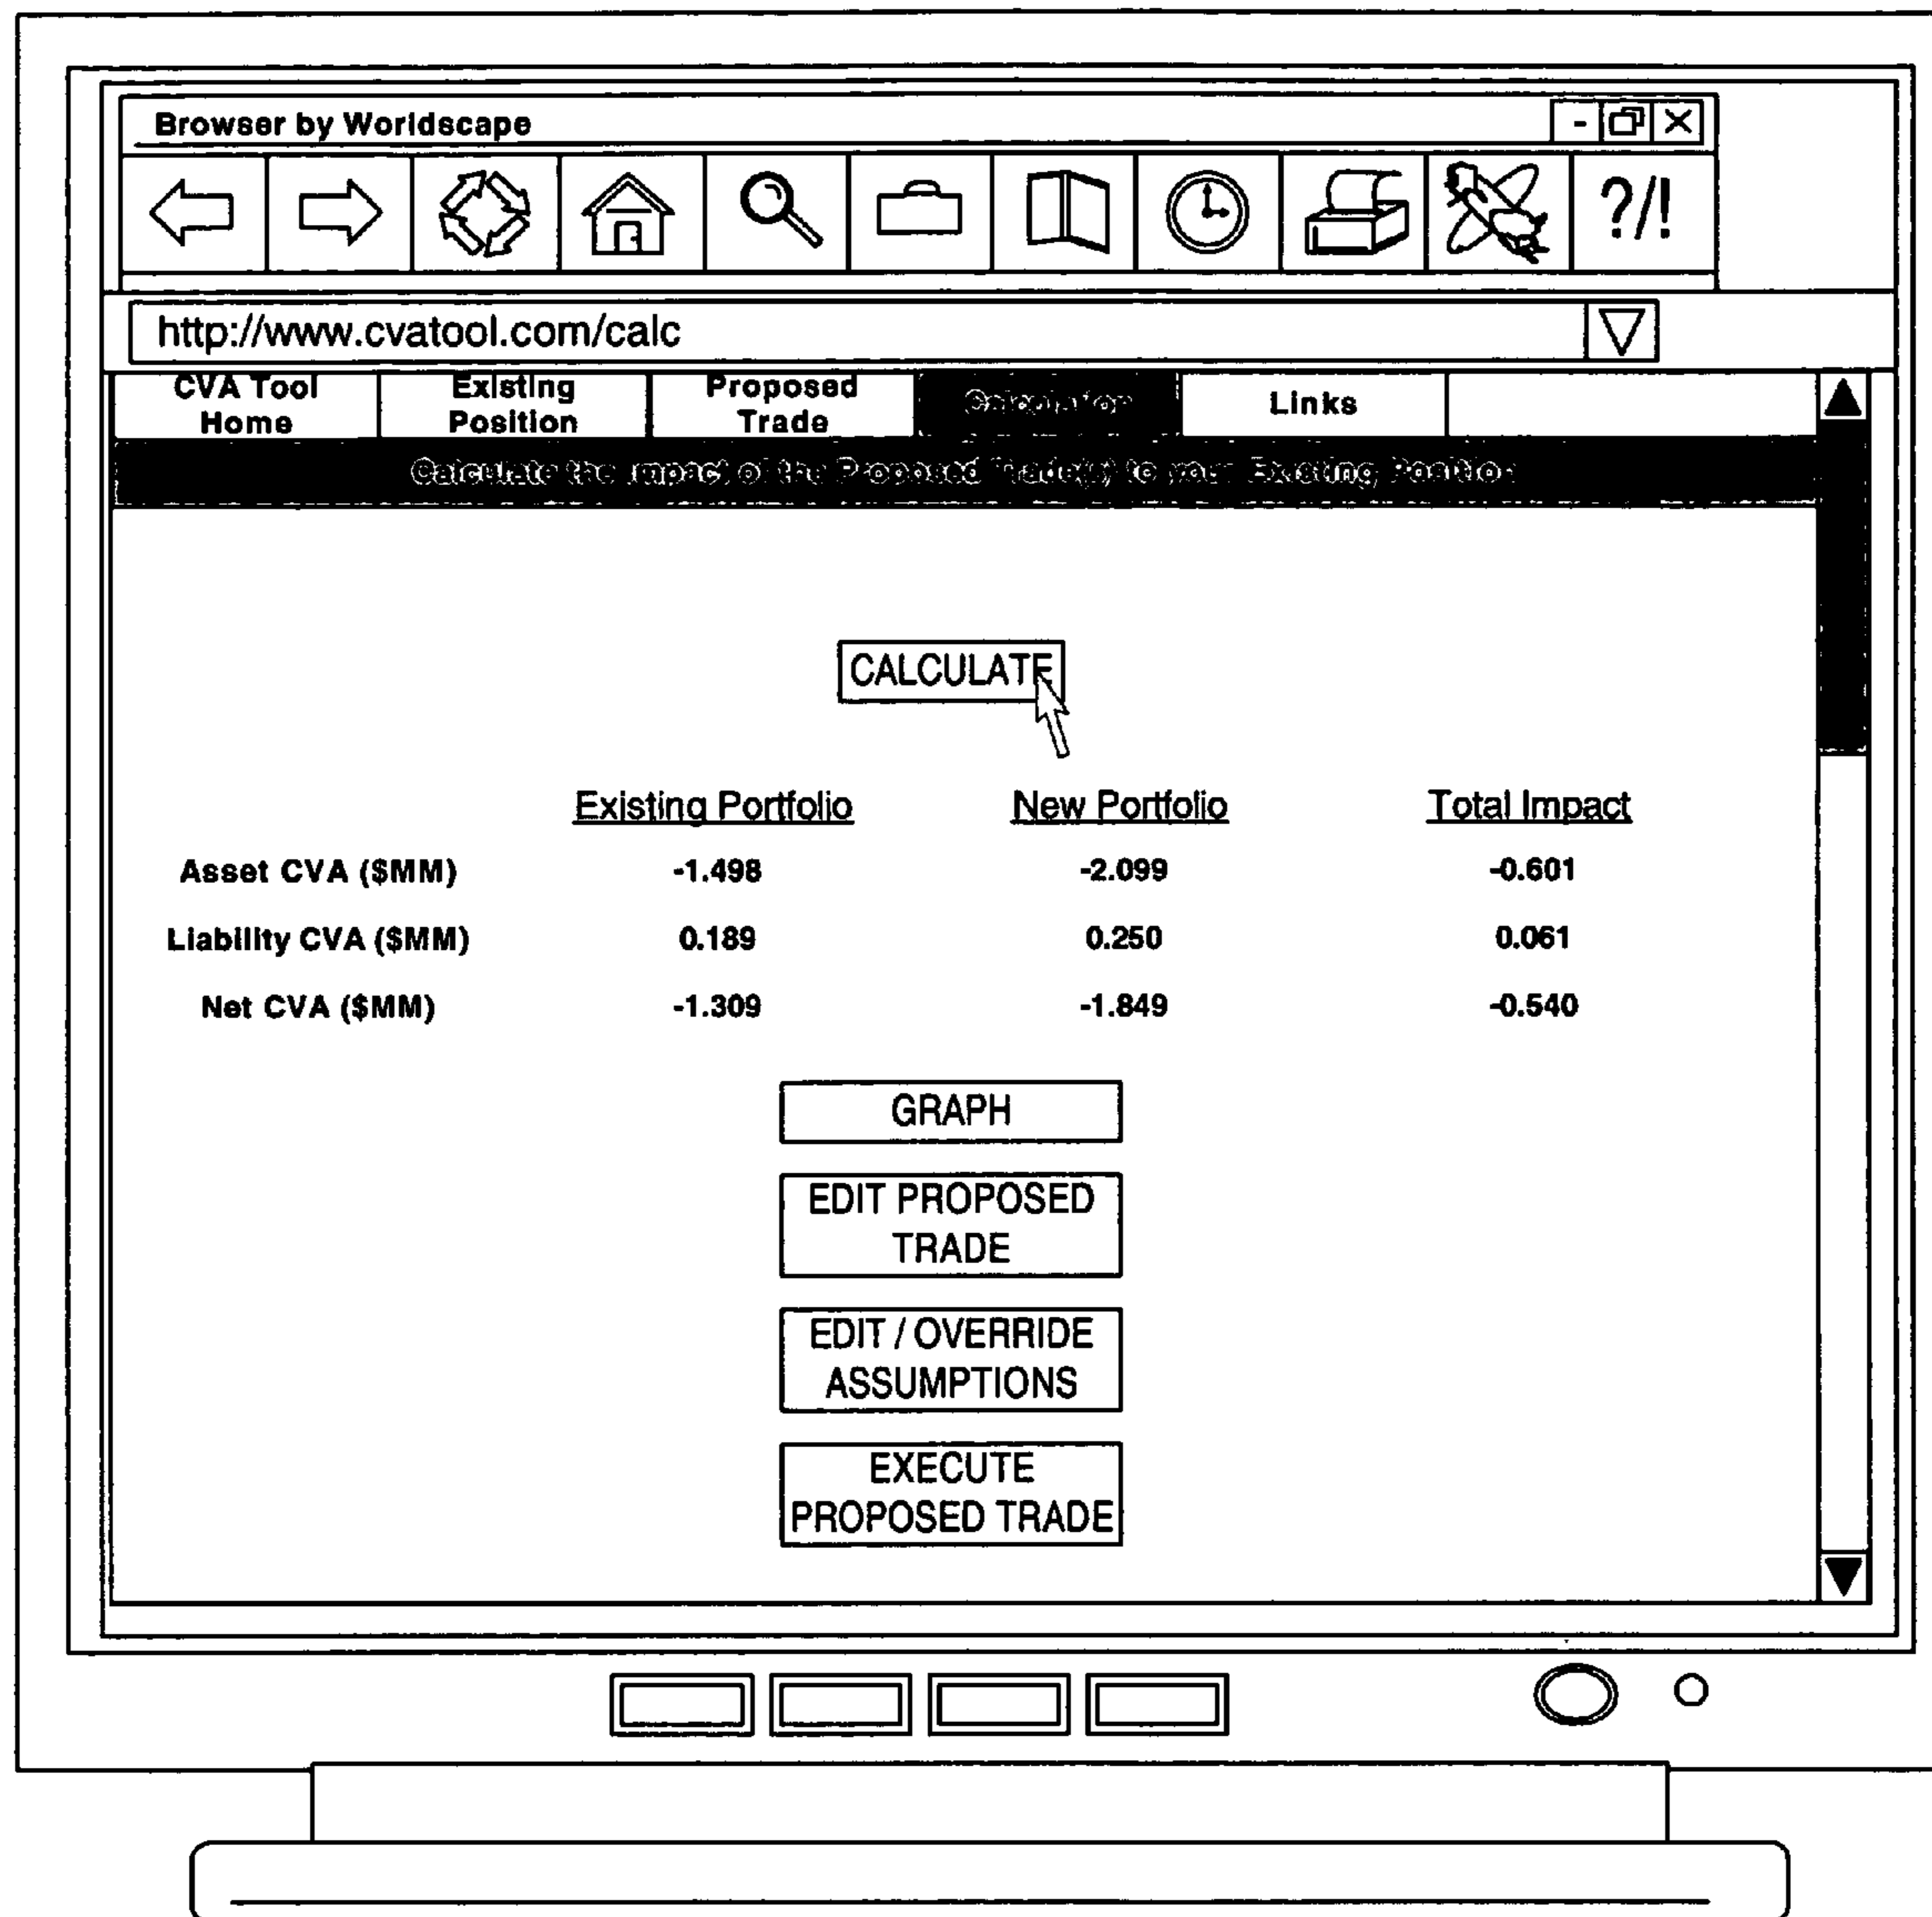 Browser by Worldscape
-
?/!
http://www.cvatool.com/calc
CVA Tool Home
Existing Position
Proposed Trade
Calculator
Links
Calculate the Impact of the Proposed Trade(s) to your Existing Position
CALCULATE
Existing Portfolio New Portfolio Total Impact
Asset CVA ($MM) -1.498 -2.099 -0.601
Liability CVA ($MM) 0.189 0.250 0.061
Net CVA ($MM) -1.309 -1.849 -0.540
GRAPH
EDIT PROPOSED
TRADE
EDIT / OVERRIDE
ASSUMPTIONS
EXECUTE
PROPOSED TRADE